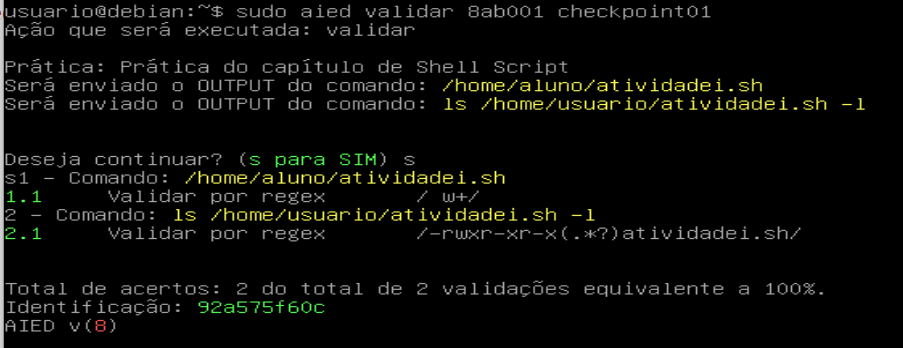 usuario@debian:~$ sudo aied validar 8ab001 checkpoint01
Ação que será executada: validar
Prática: Prática do capítulo de Shell Script
Será enviado o OUTPUT do comando: /home/aluno/atividadei.sh
Será enviado o OUTPUT do comando: ls /home/usuario/atividadei.sh -l
Deseja continuar? (s para SIM) s
s1 - Comando: /home/aluno/atividadei.sh
1.1 Validar por regex / w+/
2 - Comando: ls /home/usuario/atividadei.sh -l
2.1 Validar por regex /-rwxr-xr-x(.*?)atividadei.sh/
Total de acertos: 2 do total de 2 validações equivalente a 100%.
Identificação: 92a575f60c
AIED v(8)